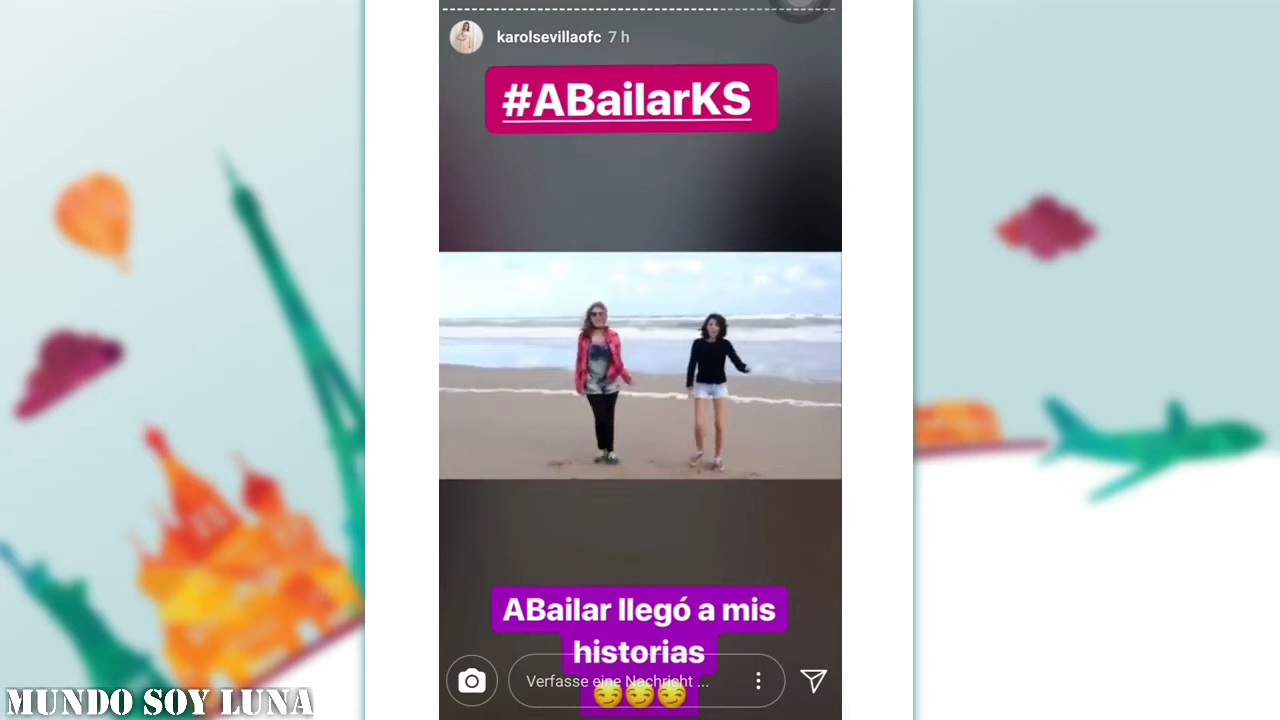 karolsevillaofc 7 h
#ABailarKS
ABailar llegó a mis
historias
Verfasse eine Nachricht ...
😏😏😏
MUNDO SOY LUNA